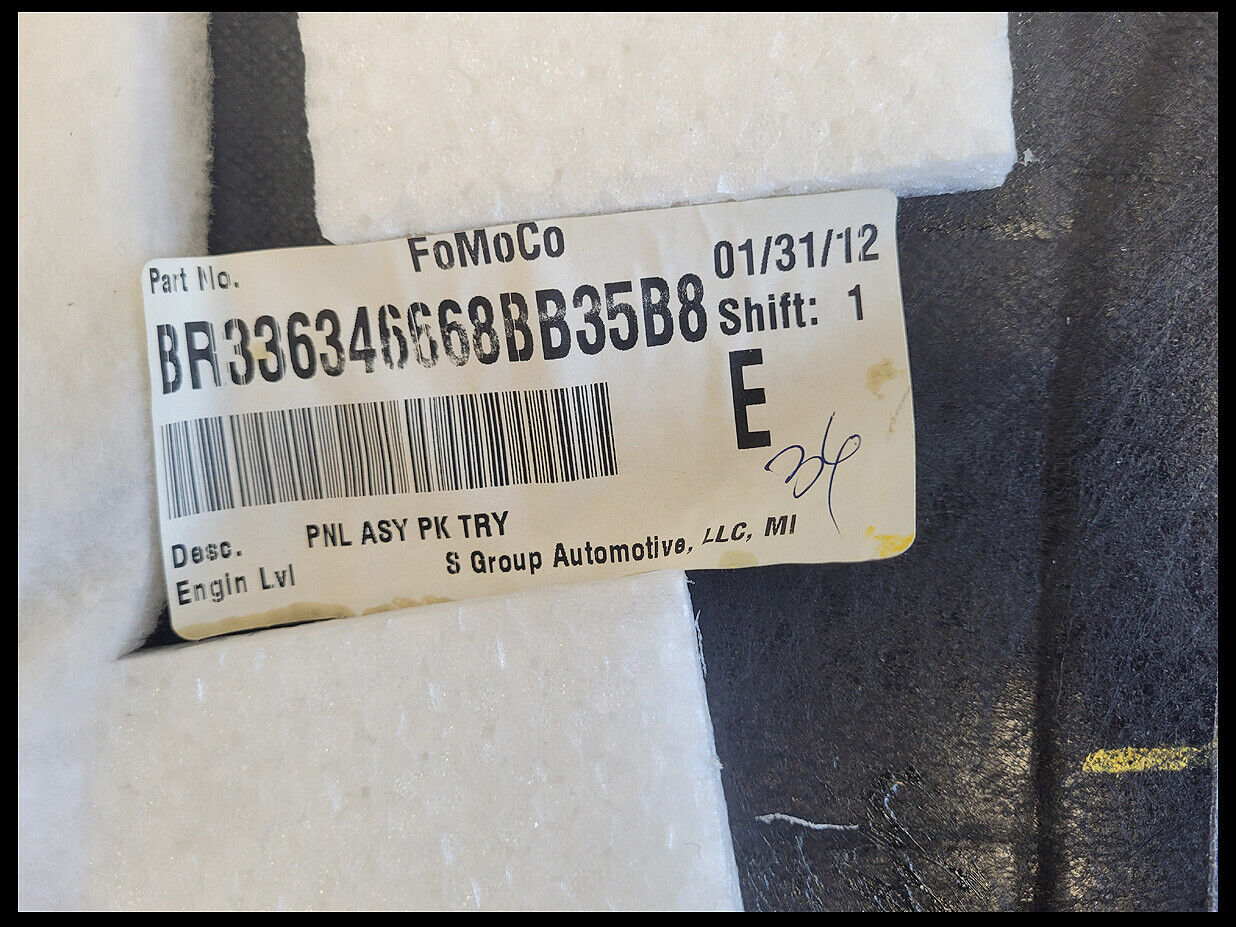 FoMoCo
Part No.
01/31/12
BR336346668BB35B8
Shift: 1
E
34
PNL ASY PK TRY
Desc.
S Group Automotive, LLC, MI
Engin Lvl